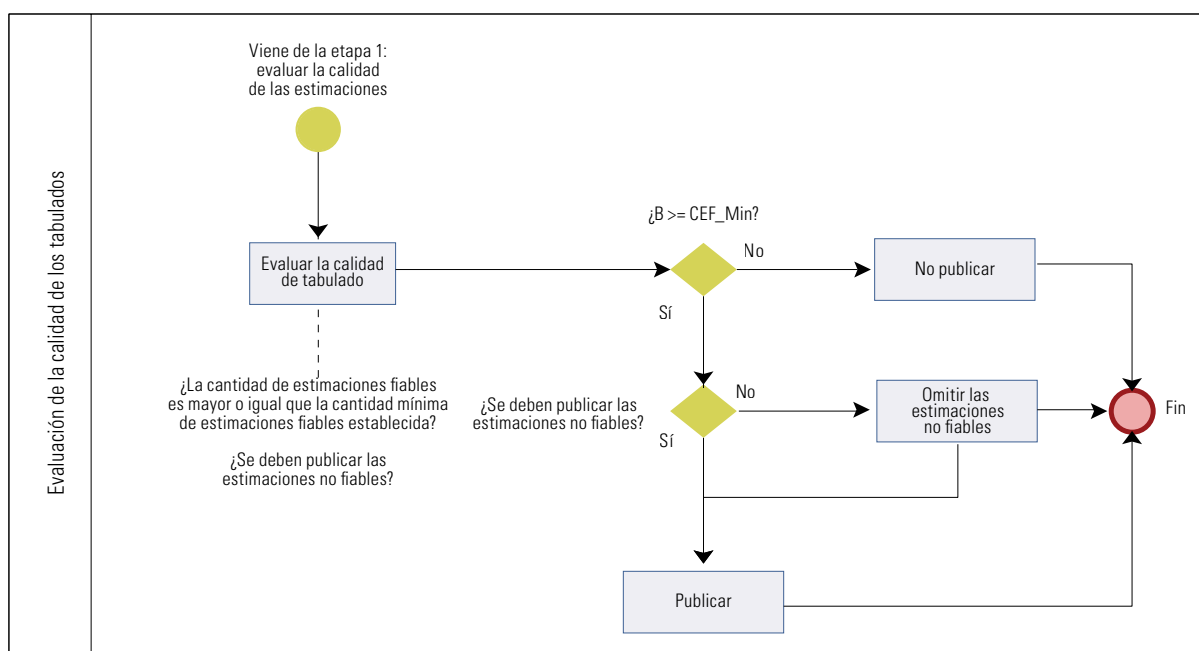 Evaluación de la calidad de los tabulados
Viene de la etapa 1:
evaluar la calidad
de las estimaciones
Evaluar la calidad
de tabulado
¿La cantidad de estimaciones fiables
es mayor o igual que la cantidad mínima
de estimaciones fiables establecida?
¿Se deben publicar las
estimaciones no fiables?
¿B >= CEF_Min?
No
Sí
No publicar
¿Se deben publicar las
estimaciones no fiables?
No
Sí
Omitir las
estimaciones
no fiables
Fin
Publicar